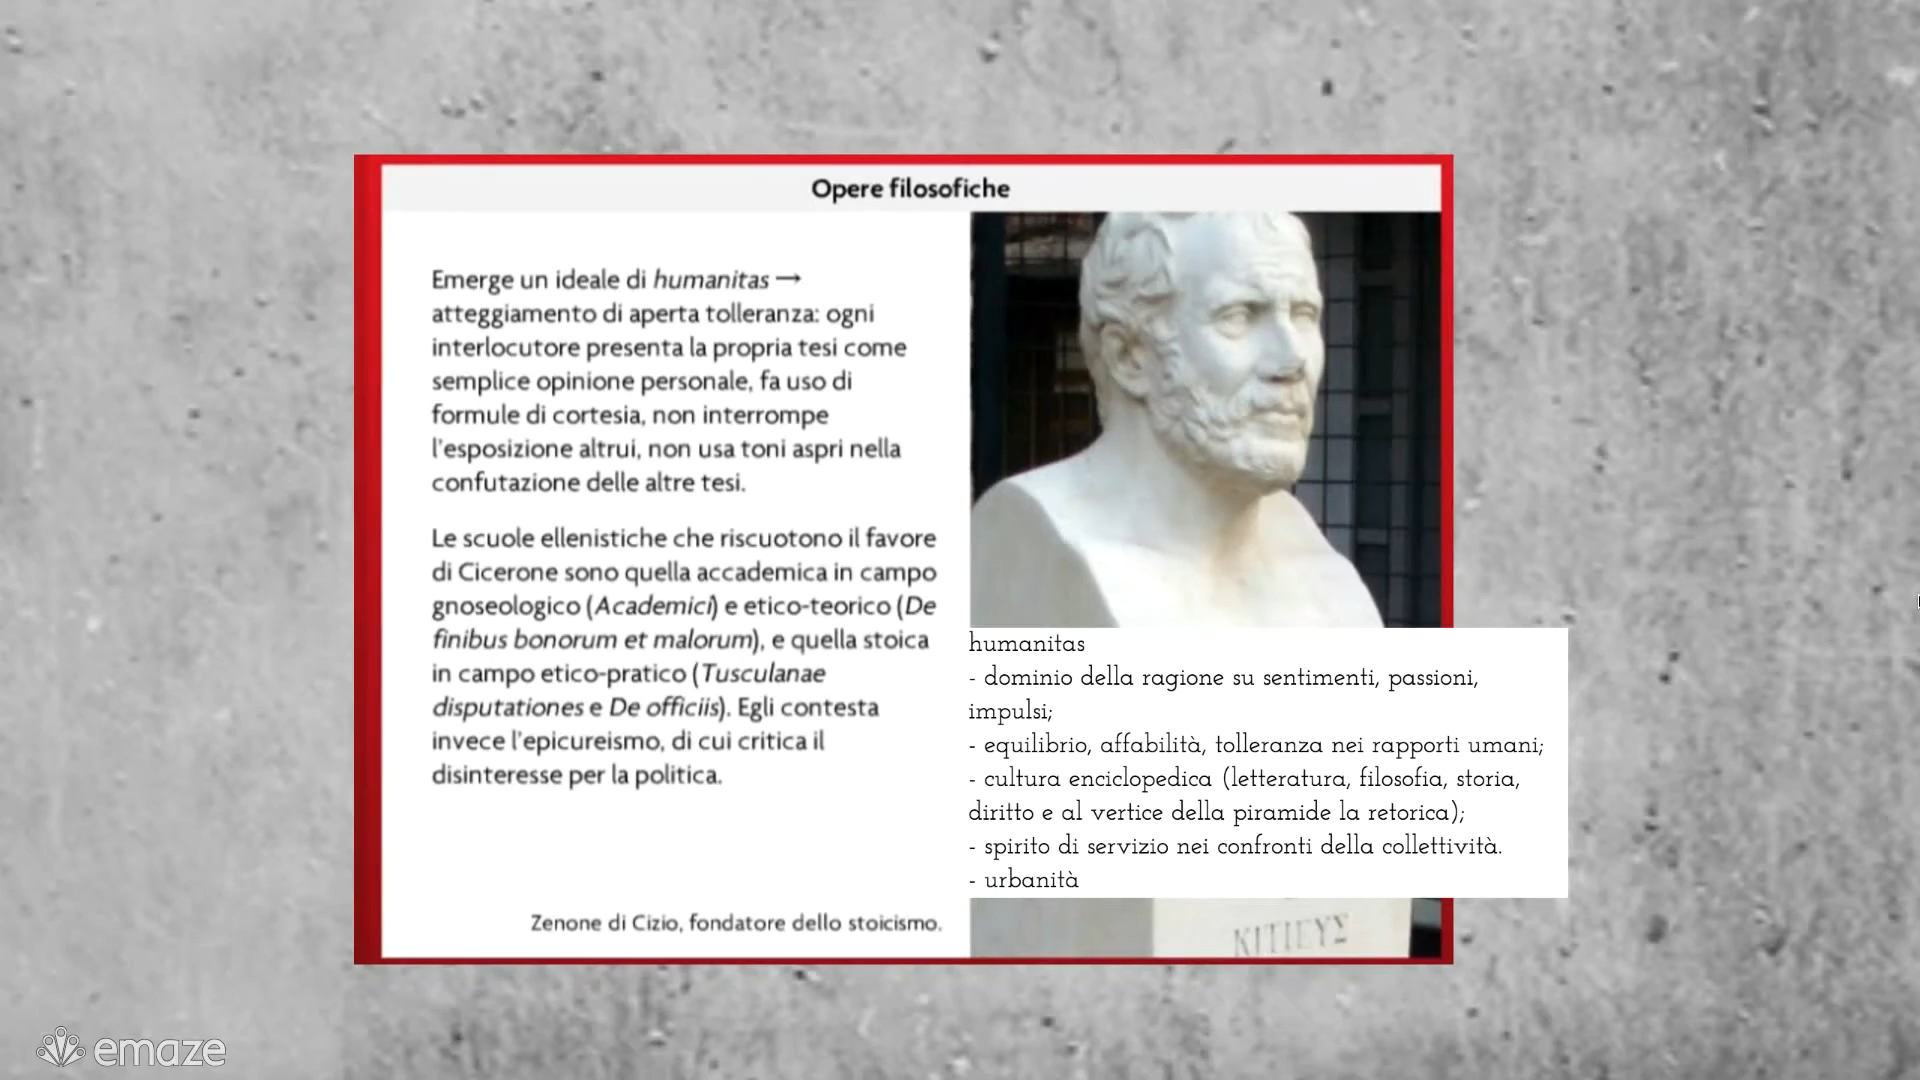 Opere filosofiche
Emerge un ideale di humanitas →
atteggiamento di aperta tolleranza: ogni
interlocutore presenta la propria tesi come
semplice opinione personale, fa uso di
formule di cortesia, non interrompe
l'esposizione altrui, non usa toni aspri nella
confutazione delle altre tesi.
Le scuole ellenistiche che riscuotono il favore
di Cicerone sono quella accademica in campo
gnoseologico (Academici) e etico-teorico (De
finibus bonorum et malorum), e quella stoica
in campo etico-pratico (Tusculanae
disputationes e De officiis). Egli contesta
invece l'epicureismo, di cui critica il
disinteresse per la politica.
Zenone di Cizio, fondatore dello stoicismo.
humanitas
- dominio della ragione su sentimenti, passioni,
impulsi;
- equilibrio, affabilità, tolleranza nei rapporti umani;
- cultura enciclopedica (letteratura, filosofia, storia,
diritto e al vertice della piramide la retorica);
- spirito di servizio nei confronti della collettività.
- urbanità
ΚΙΤΙΕΥΣ
emaze